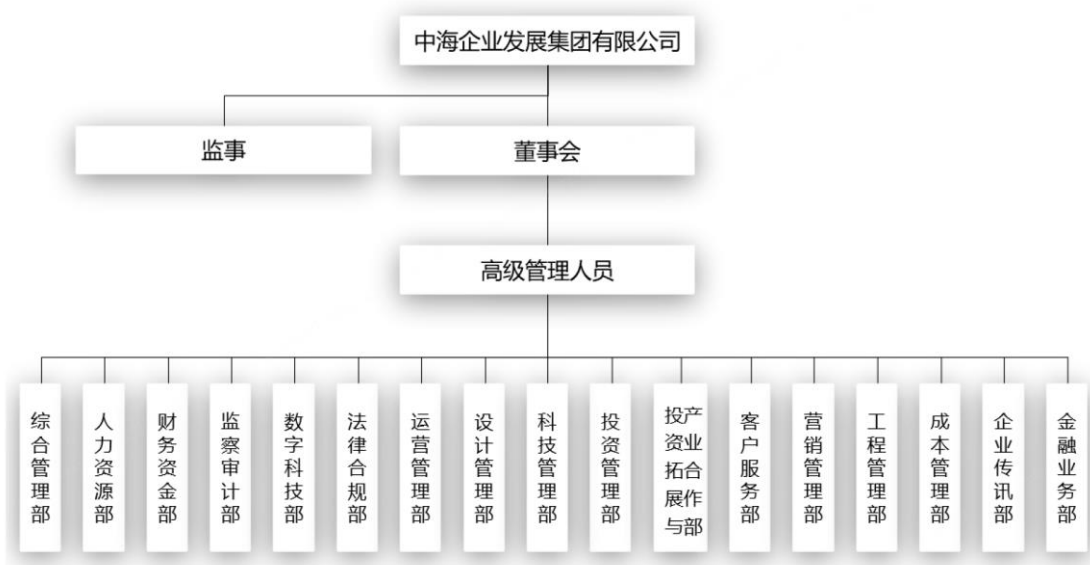 中海企业发展集团有限公司
监事
董事会
高级管理人员
综合管理部
人力资源部
财务资金部
监察审计部
数字科技部
法律合规部
运营管理部
设计管理部
科技管理部
投资管理部
投资拓展与
产业合作部
客户服务部
营销管理部
工程管理部
成本管理部
企业传讯部
金融业务部